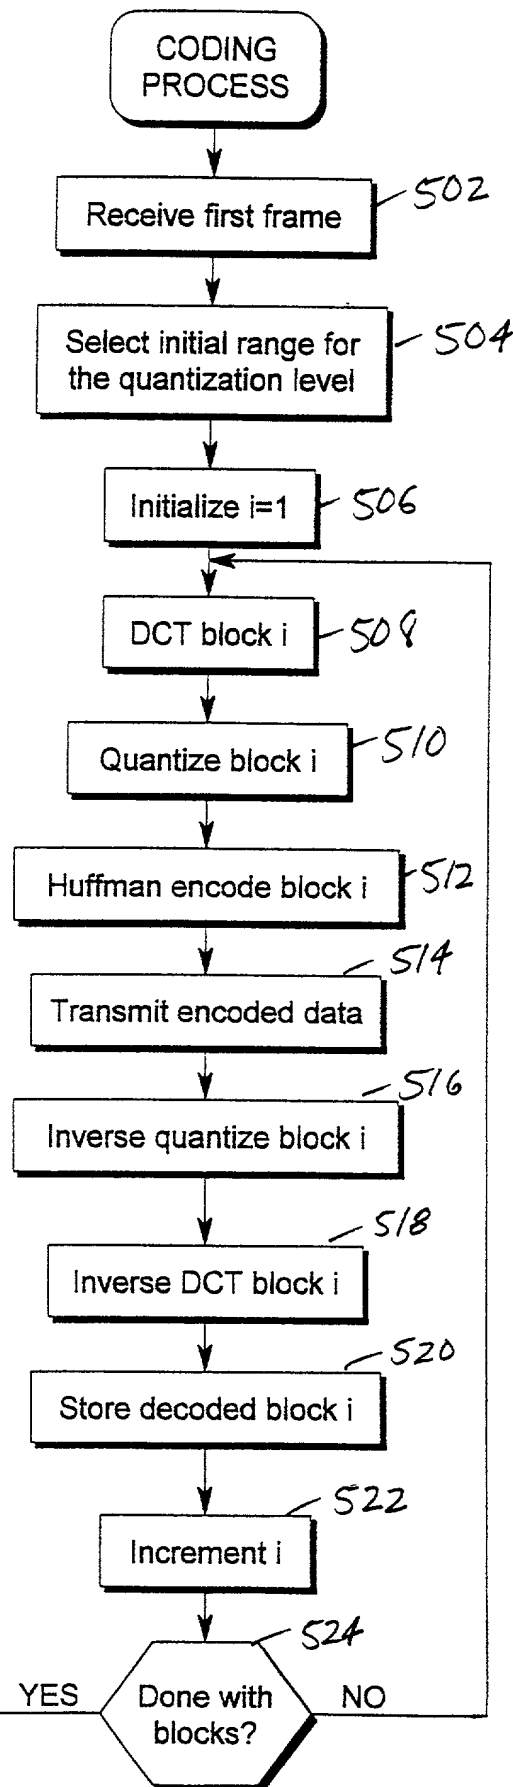 CODING
PROCESS
Receive first frame
502
Select initial range for
the quantization level
504
Initialize i=1
506
DCT block i
508
Quantize block i
510
Huffman encode block i
512
514
Transmit encoded data
516
Inverse quantize block i
518
Inverse DCT block i
520
Store decoded block i
522
Increment i
524
YES
Done with
blocks?
NO